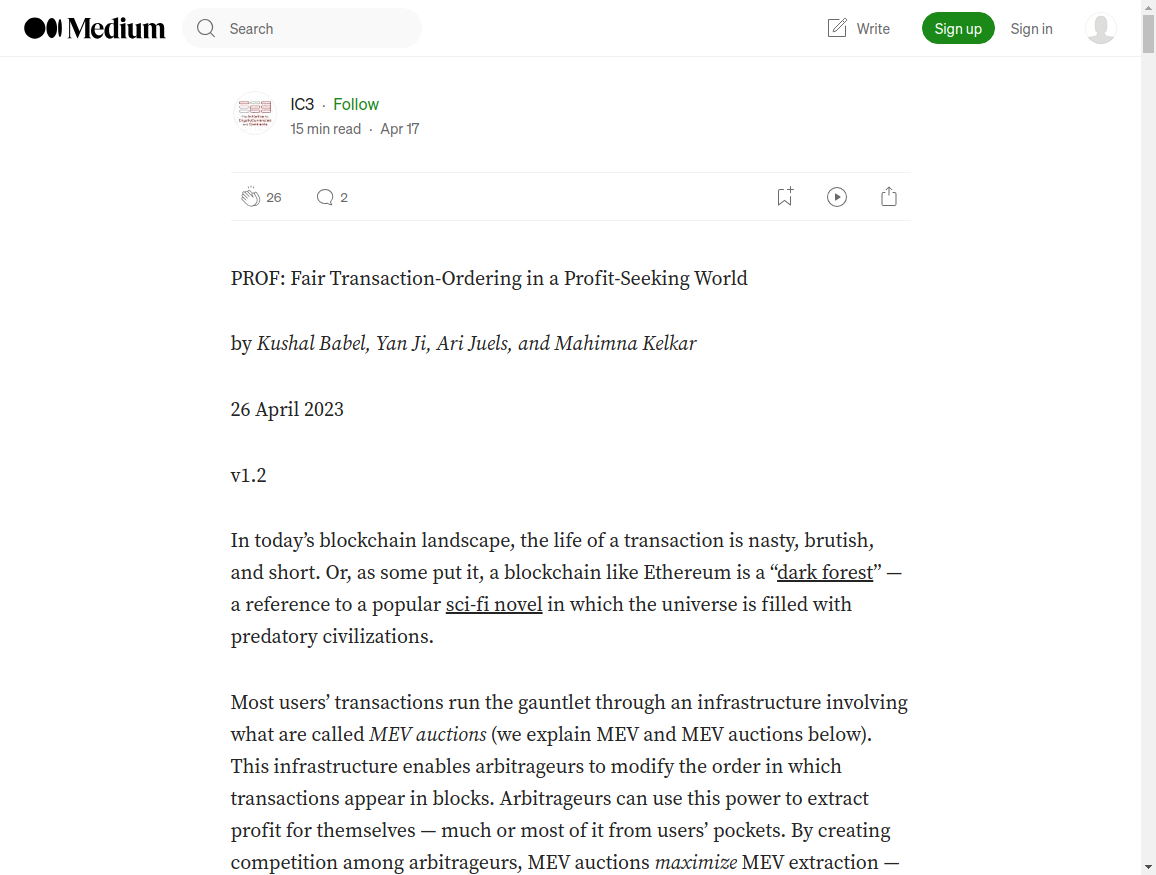 Medium
Search
Write
Sign up
Sign in
IC3 · Follow
15 min read · Apr 17
26
2
PROF: Fair Transaction-Ordering in a Profit-Seeking World
by Kushal Babel, Yan Ji, Ari Juels, and Mahimna Kelkar
26 April 2023
v1.2
In today’s blockchain landscape, the life of a transaction is nasty, brutish,
and short. Or, as some put it, a blockchain like Ethereum is a “dark forest” —
a reference to a popular sci-fi novel in which the universe is filled with
predatory civilizations.
Most users’ transactions run the gauntlet through an infrastructure involving
what are called MEV auctions (we explain MEV and MEV auctions below).
This infrastructure enables arbitrageurs to modify the order in which
transactions appear in blocks. Arbitrageurs can use this power to extract
profit for themselves — much or most of it from users’ pockets. By creating
competition among arbitrageurs, MEV auctions maximize MEV extraction —